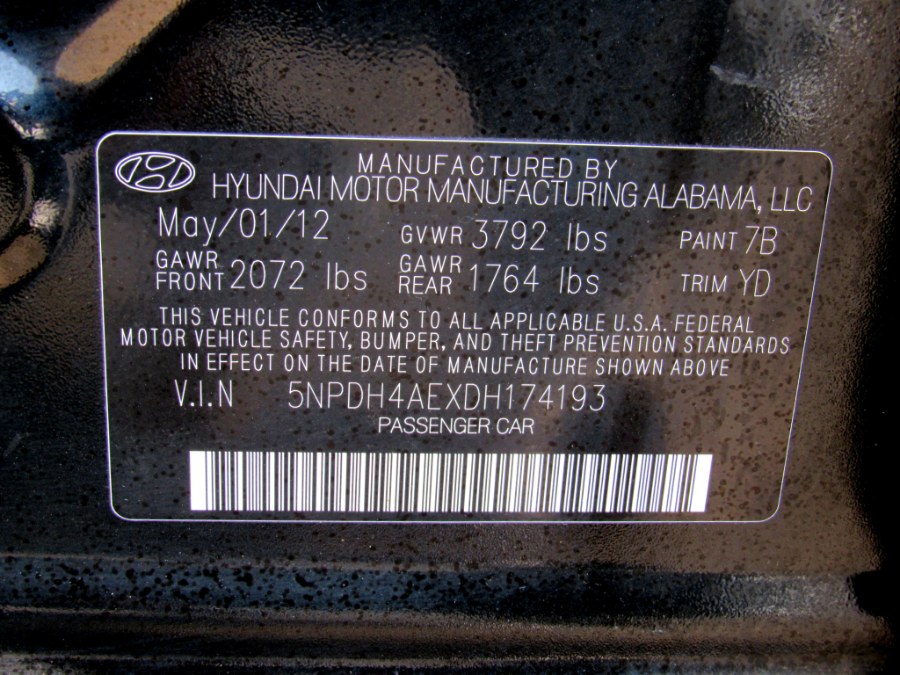 MANUFACTURED BY
HYUNDAI MOTOR MANUFACTURING ALABAMA, LLC
May/01/12 GVWR 3792 lbs PAINT 7B
GAWR FRONT 2072 lbs GAWR REAR 1764 lbs TRIM YD
THIS VEHICLE CONFORMS TO ALL APPLICABLE U.S.A. FEDERAL
MOTOR VEHICLE SAFETY, BUMPER, AND THEFT PREVENTION STANDARDS
IN EFFECT ON THE DATE OF MANUFACTURE SHOWN ABOVE
V.I.N 5NPDH4AEXDH174193
PASSENGER CAR